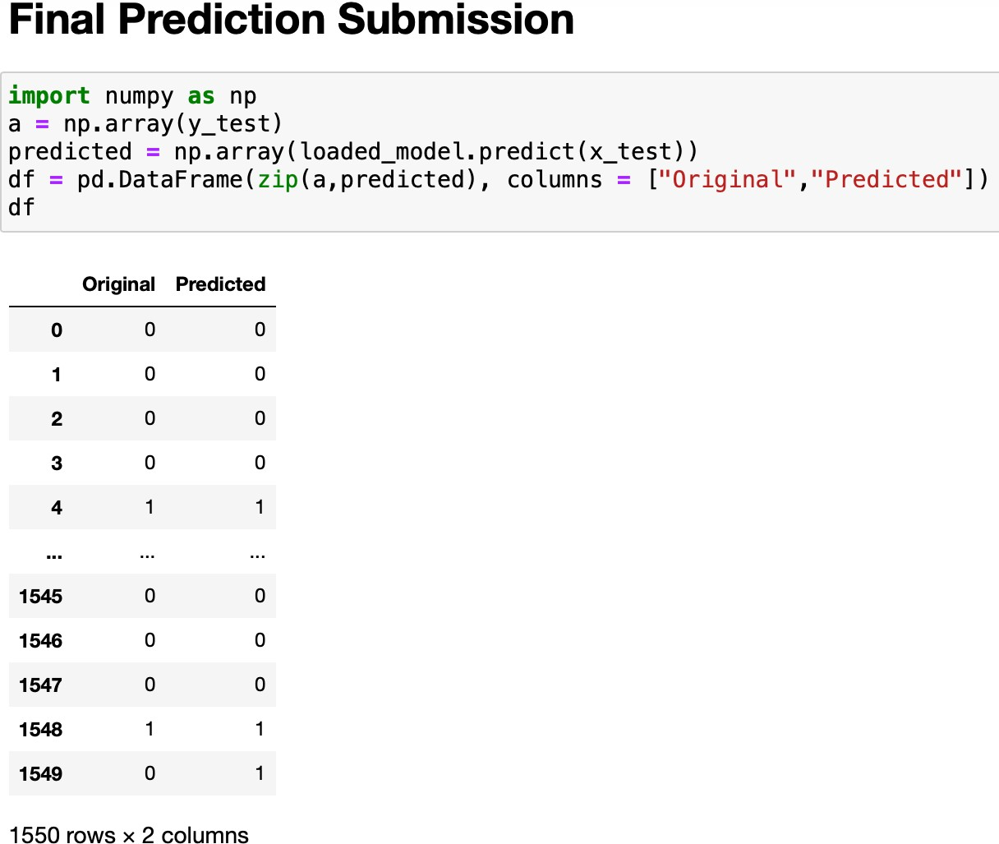 Final Prediction Submission
import numpy as np
a = np.array(y_test)
predicted = np.array(loaded_model.predict(x_test))
df = pd.DataFrame(zip(a,predicted), columns = ["Original","Predicted"])
df
Original Predicted
0 0 0
1 0 0
2 0 0
3 0 0
4 1 1
... ... ...
1545 0 0
1546 0 0
1547 0 0
1548 1 1
1549 0 1
1550 rows × 2 columns